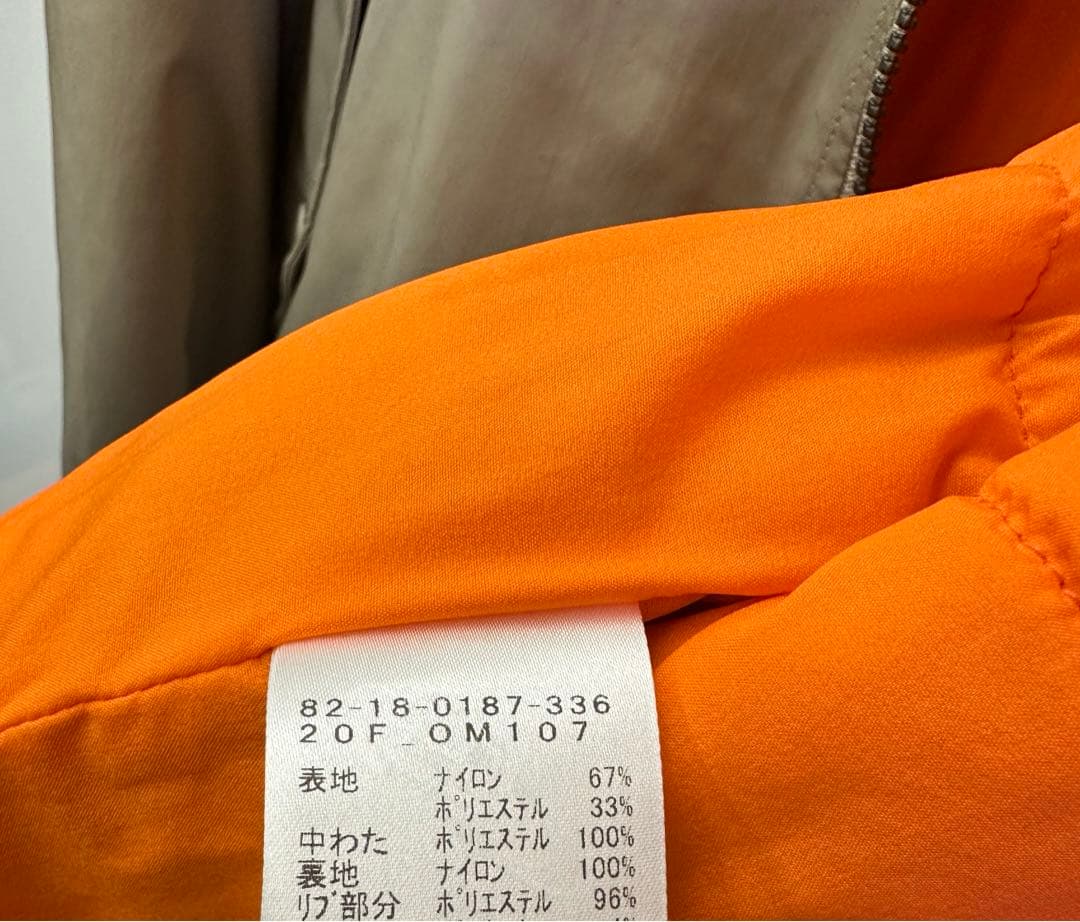 82-18-0187-336
20F_OM107
表地 ナイロン 67%
ポリエステル 33%
中わた ポリエステル 100%
裏地 ナイロン 100%
リブ部分 ポリエステル 96%